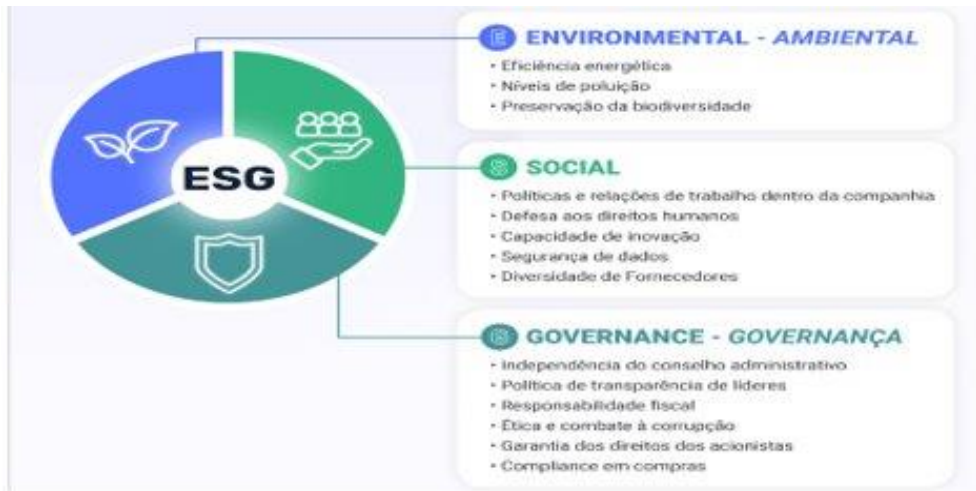 ESG
E ENVIRONMENTAL - AMBIENTAL
• Eficiência energética
• Níveis de poluição
• Preservação da biodiversidade
S SOCIAL
• Políticas e relações de trabalho dentro da companhia
• Defesa aos direitos humanos
• Capacidade de inovação
• Segurança de dados
• Diversidade de Fornecedores
G GOVERNANCE - GOVERNANÇA
• Independência do conselho administrativo
• Política de transparência de líderes
• Responsabilidade fiscal
• Ética e combate à corrupção
• Garantia dos direitos dos acionistas
• Compliance em compras